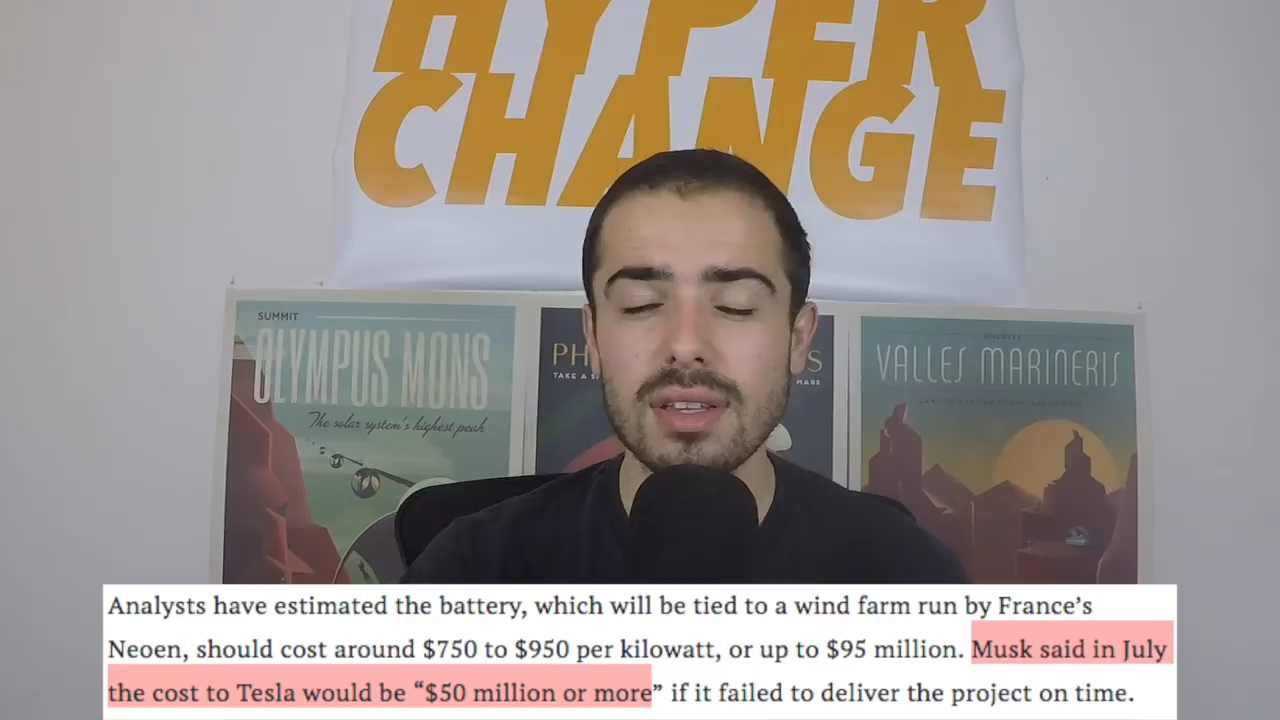 HYPER
CHANGE
SUMMIT
OLYMPUS MONS
The solar system's highest peak
PH
S
TAKE A S
MARS
VALLES MARINERIS
Analysts have estimated the battery, which will be tied to a wind farm run by France's
Neoen, should cost around $750 to $950 per kilowatt, or up to $95 million. Musk said in July
the cost to Tesla would be “$50 million or more” if it failed to deliver the project on time.